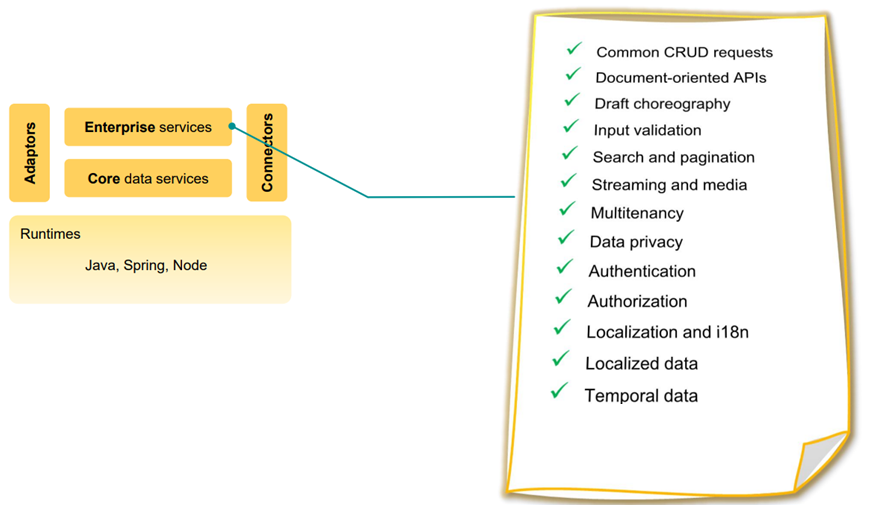 Adaptors
Enterprise services
Core data services
Connectors
Runtimes
Java, Spring, Node
Common CRUD requests
Document-oriented APIs
Draft choreography
Input validation
Search and pagination
Streaming and media
Multitenancy
Data privacy
Authentication
Authorization
Localization and i18n
Localized data
Temporal data